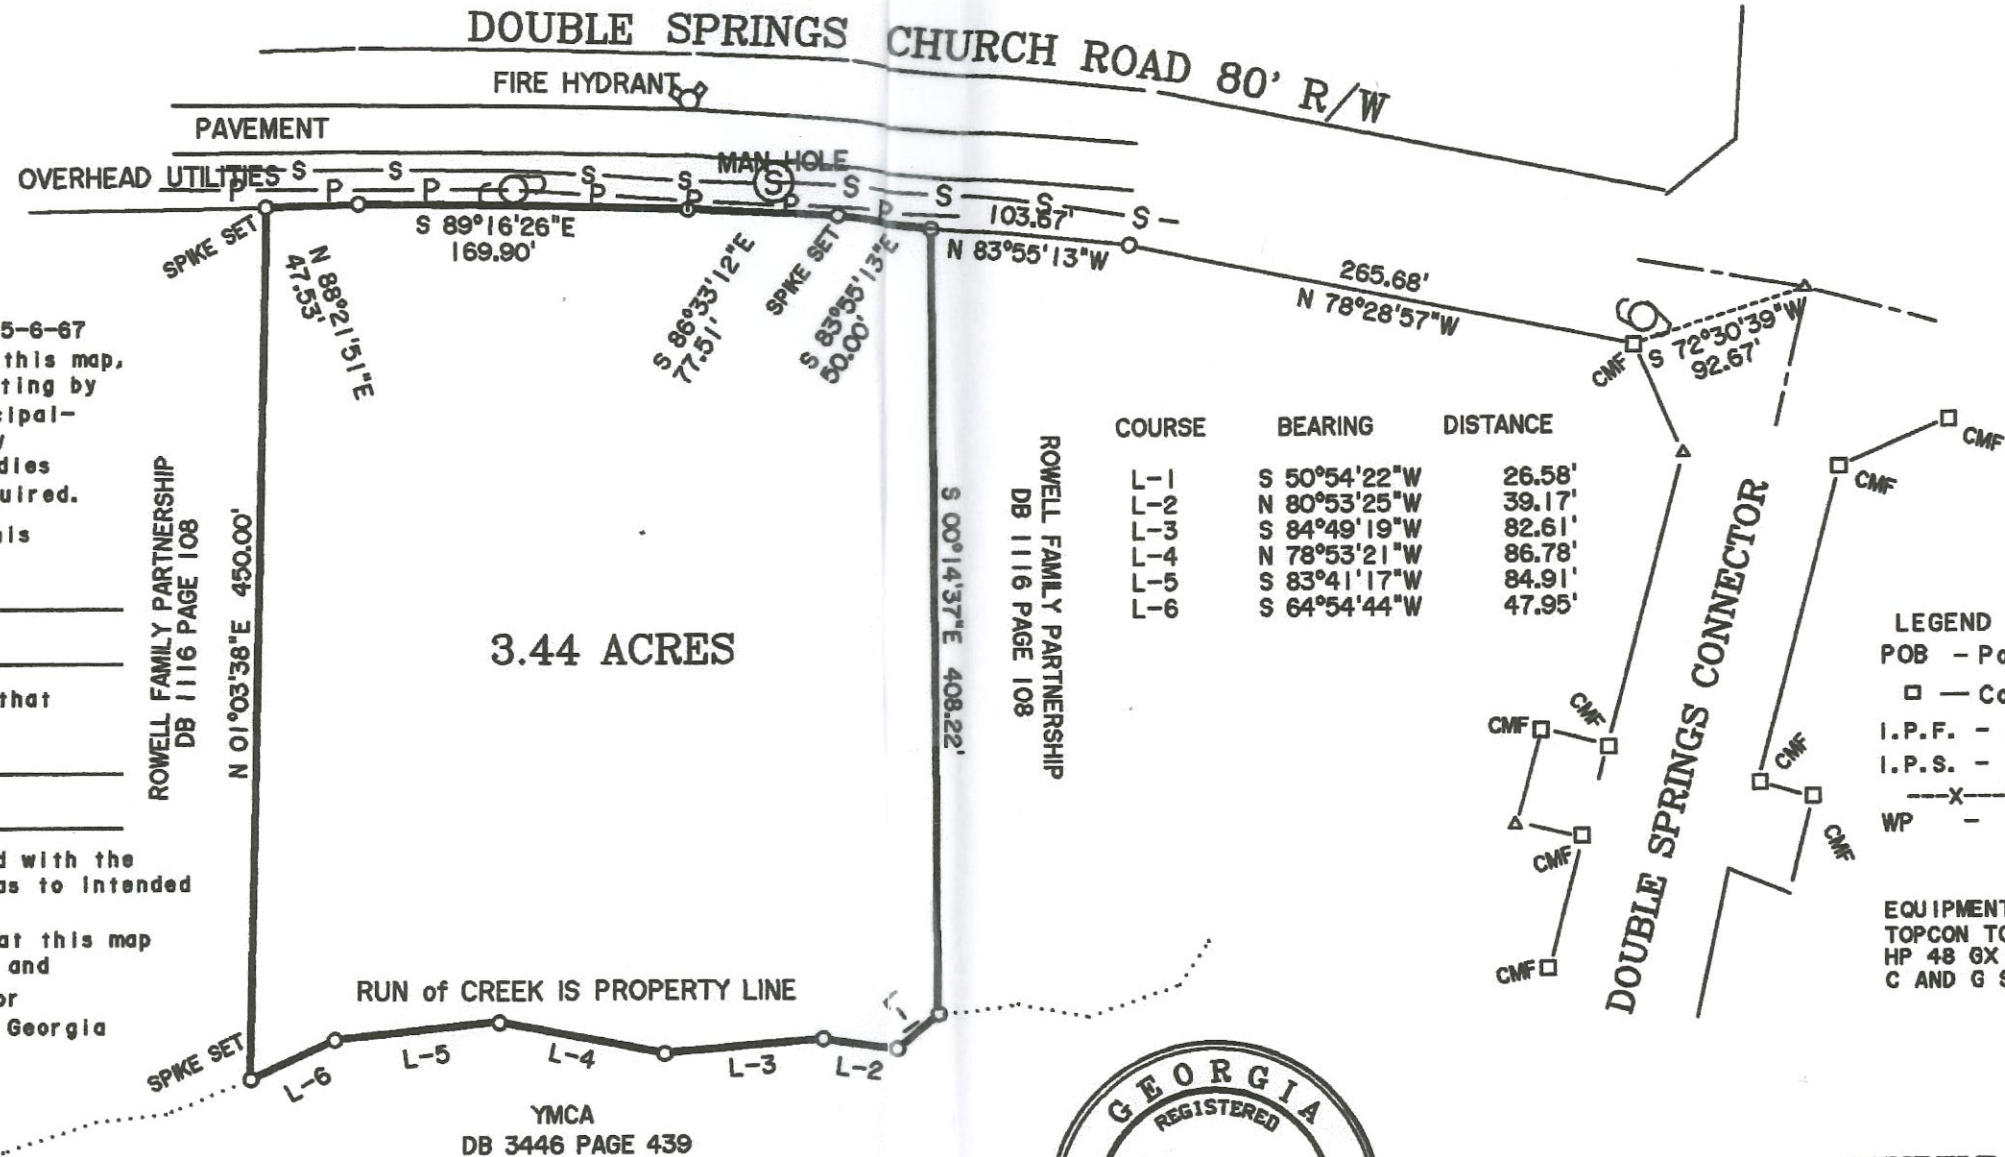 DOUBLE SPRINGS CHURCH ROAD 80' R/W
FIRE HYDRANT
PAVEMENT
MAN HOLE
OVERHEAD UTILITIES
S S S S S S S S S
P P P P P P P
SPIKE SET
N 88°21'51"E
47.53'
S 89°16'26"E
169.90'
S 86°33'12"E
77.51'
SPIKE SET
S 83°55'13"E
50.00'
103.67'
N 83°55'13"W
265.68'
N 78°28'57"W
S 72°30'39"W
92.67'
CMF
CMF
CMF
5-6-67
this map,
ting by
cipal-
dies
uired.
is
that
d with the
as to intended
at this map
and
or
Georgia
ROWELL FAMILY PARTNERSHIP
DB 1116 PAGE 108
N 01°03'38"E 450.00'
3.44 ACRES
S 00°14'37"E 408.22'
ROWELL FAMILY PARTNERSHIP
DB 1116 PAGE 108
COURSE BEARING DISTANCE
L-1 S 50°54'22"W 26.58'
L-2 N 80°53'25"W 39.17'
L-3 S 84°49'19"W 82.61'
L-4 N 78°53'21"W 86.78'
L-5 S 83°41'17"W 84.91'
L-6 S 64°54'44"W 47.95'
DOUBLE SPRINGS CONNECTOR
CMF
CMF
CMF
CMF
CMF
CMF
LEGEND
POB - Po
— Co
I.P.F. -
I.P.S. -
---X---
WP -
EQUIPMENT
TOPCON TO
HP 48 GX
C AND G S
RUN of CREEK IS PROPERTY LINE
SPIKE SET
L-6
L-5
L-4
L-3
L-2
YMCA
DB 3446 PAGE 439
GEORGIA
REGISTERED